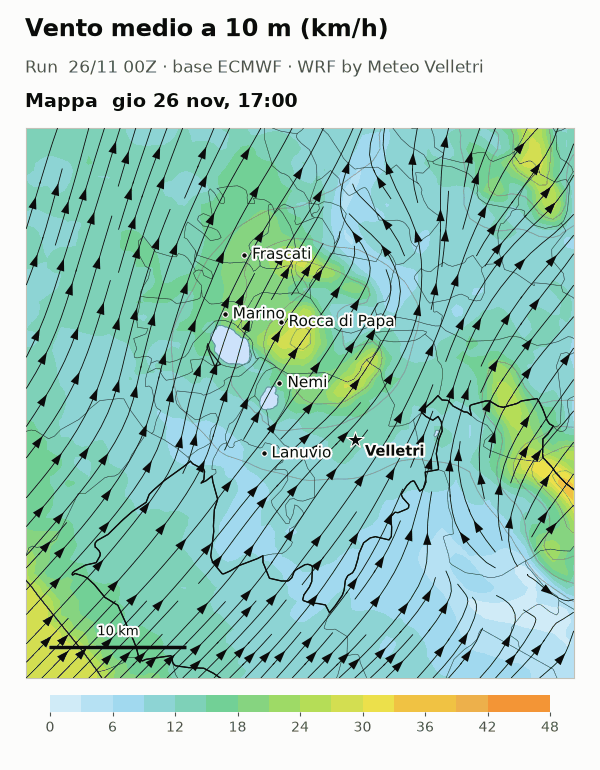 Vento medio a 10 m (km/h)
Run  26/11 00Z · base ECMWF · WRF by Meteo Velletri
Mappa  gio 26 nov, 17:00
Frascati
Marino
Rocca di Papa
Nemi
Velletri
Lanuvio
10 km
0 6 12 18 24 30 36 42 48